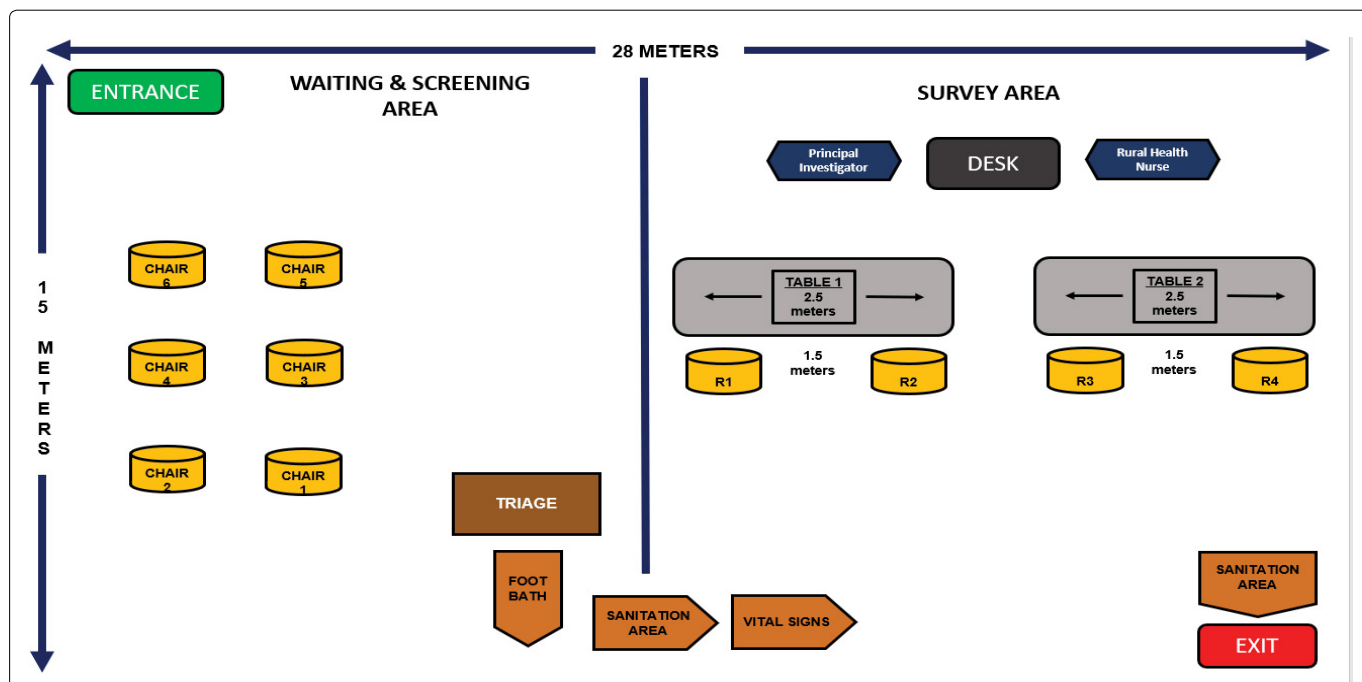 28 METERS
ENTRANCE
WAITING & SCREENING
AREA
SURVEY AREA
Principal
Investigator
DESK
Rural Health
Nurse
15 METERS
CHAIR
6
CHAIR
5
CHAIR
4
CHAIR
3
CHAIR
2
CHAIR
1
TABLE 1
2.5
meters
TABLE 2
2.5
meters
R1
1.5
meters
R2
R3
1.5
meters
R4
TRIAGE
FOOT
BATH
SANITATION
AREA
VITAL SIGNS
SANITATION
AREA
EXIT